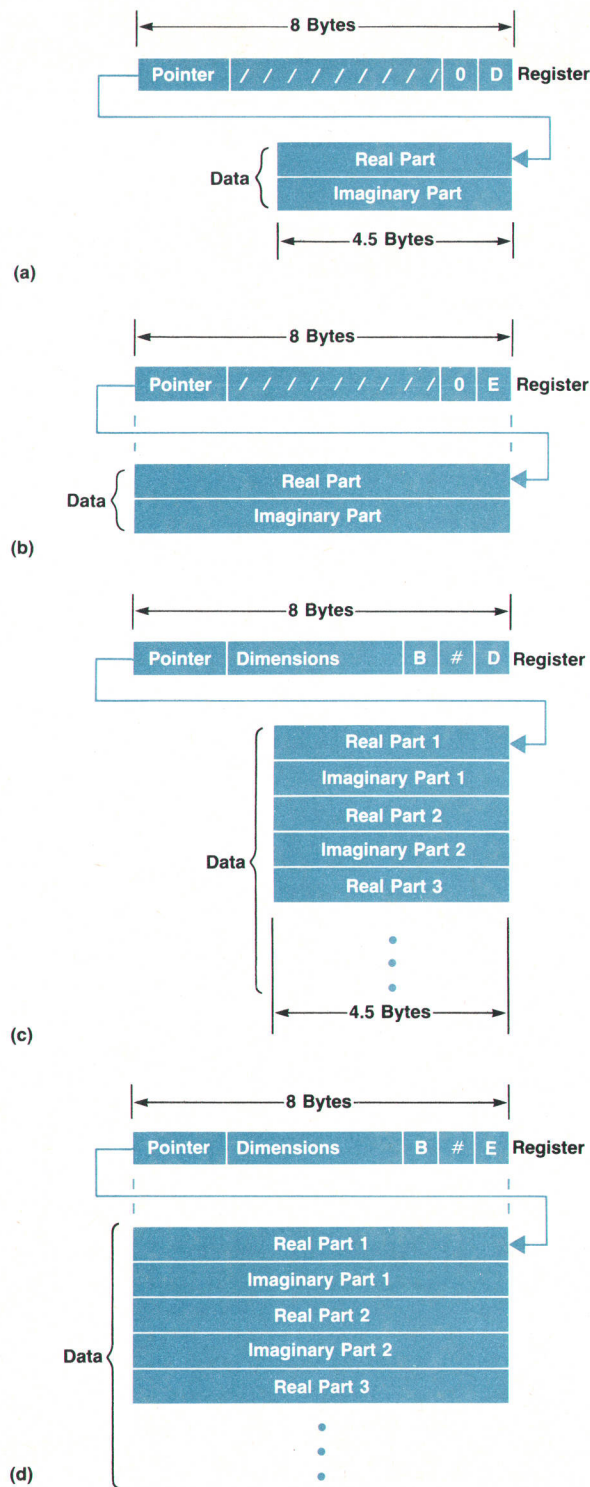 8 Bytes
Pointer / / / / / / / / / 0 D Register
Data
Real Part
Imaginary Part
4.5 Bytes
(a)
8 Bytes
Pointer / / / / / / / / / 0 E Register
Data
Real Part
Imaginary Part
(b)
8 Bytes
Pointer Dimensions B # D Register
Real Part 1
Imaginary Part 1
Real Part 2
Data
Imaginary Part 2
Real Part 3
4.5 Bytes
(c)
8 Bytes
Pointer Dimensions B # E Register
Real Part 1
Imaginary Part 1
Real Part 2
Data
Imaginary Part 2
Real Part 3
(d)